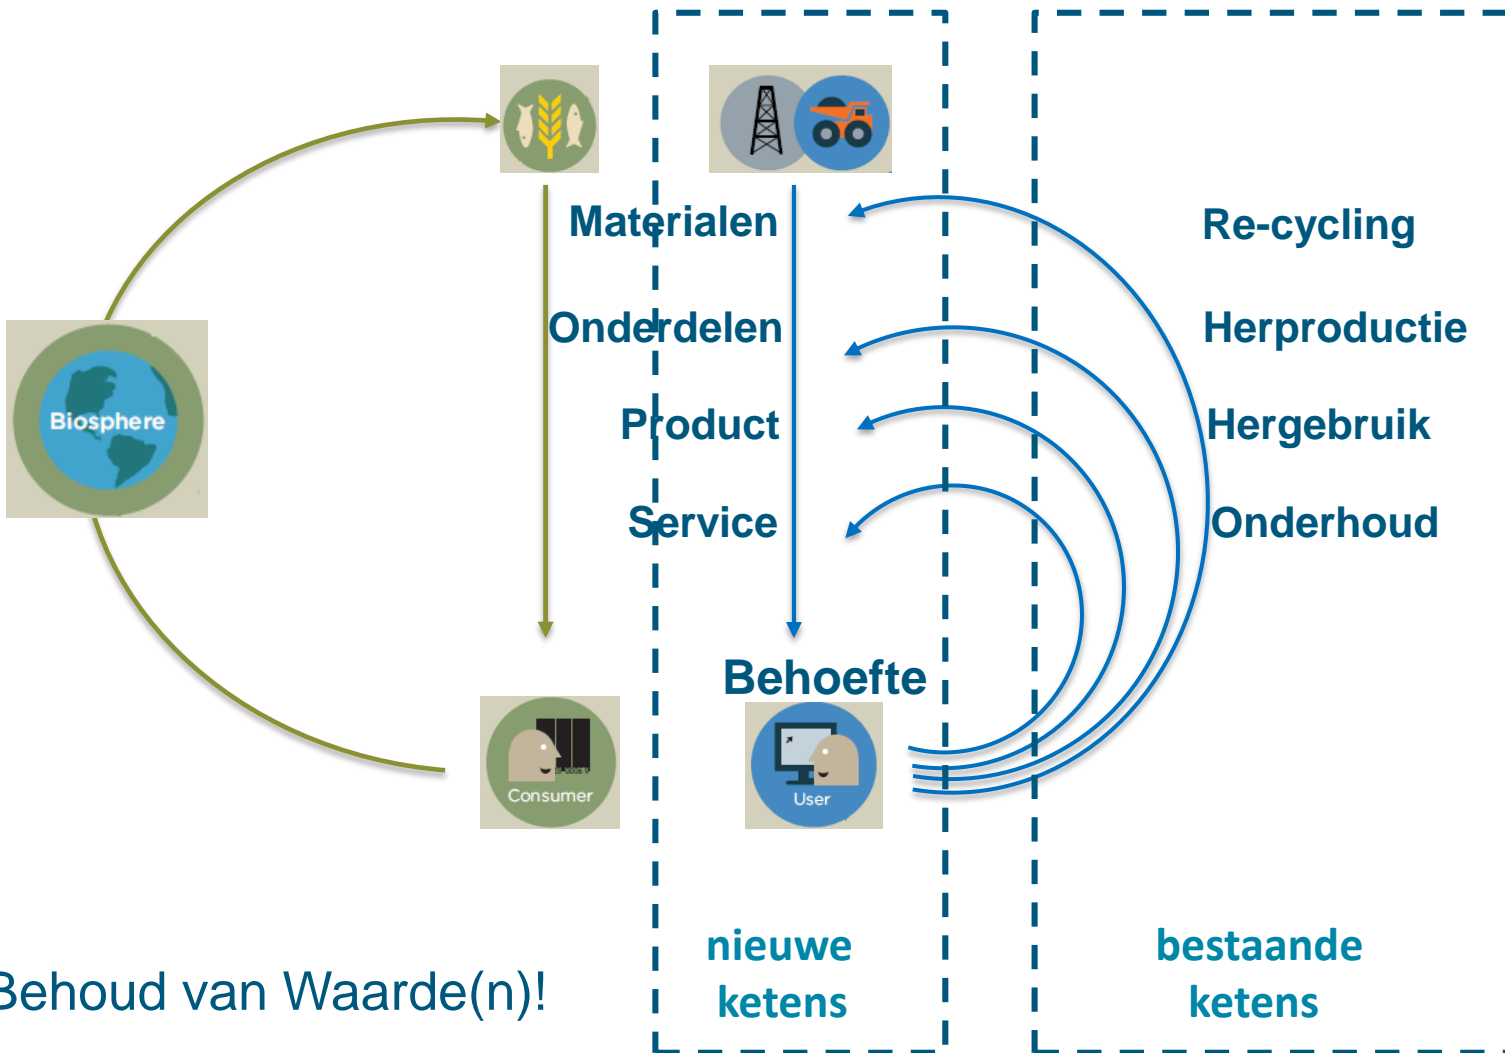 Materialen
Re-cycling
Onderdelen
Herproductie
Biosphere
Product
Hergebruik
Service
Onderhoud
Behoefte
Consumer
User
nieuwe
ketens
bestaande
ketens
Behoud van Waarde(n)!